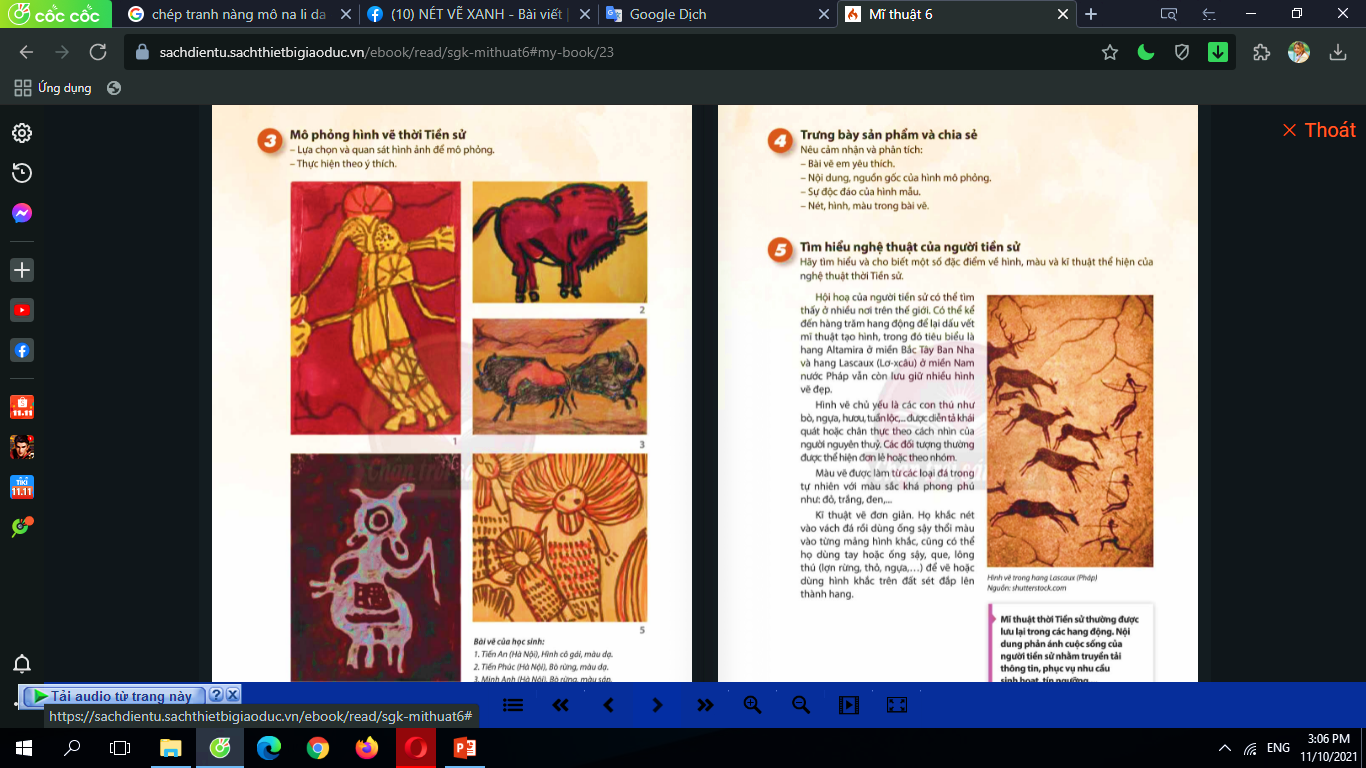 cốc cốc
chép tranh nàng mô na li da
(10) NÉT VẼ XANH - Bài viết
Google Dịch
Mĩ thuật 6
sachdientu.sachthietbigiaoduc.vn/ebook/read/sgk-mithuat6#my-book/23
Ứng dụng
Thoát
3
Mô phỏng hình vẽ thời Tiền sử
– Lựa chọn và quan sát hình ảnh để mô phỏng.
– Thực hiện theo ý thích.
1
2
3
5
Bài vẽ của học sinh:
1. Tiến An (Hà Nội), Hình cô gái, màu dạ.
2. Tiến Phúc (Hà Nội), Bò rừng, màu dạ.
3. Minh Anh (Hà Nội), Bò rừng, màu sáp.
4
Trưng bày sản phẩm và chia sẻ
Nêu cảm nhận và phân tích:
– Bài vẽ em yêu thích.
– Nội dung, nguồn gốc của hình mô phỏng.
– Sự độc đáo của hình mẫu.
– Nét, hình, màu trong bài vẽ.
5
Tìm hiểu nghệ thuật của người tiền sử
Hãy tìm hiểu và cho biết một số đặc điểm về hình, màu và kĩ thuật thể hiện của
nghệ thuật thời Tiền sử.
Hội hoạ của người tiền sử có thể tìm
thấy ở nhiều nơi trên thế giới. Có thể kể
đến hàng trăm hang động để lại dấu vết
mĩ thuật tạo hình, trong đó tiêu biểu là
hang Altamira ở miền Bắc Tây Ban Nha
và hang Lascaux (Lơ-xcâu) ở miền Nam
nước Pháp vẫn còn lưu giữ nhiều hình
vẽ đẹp.
Hình vẽ chủ yếu là các con thú như
bò, ngựa, hươu, tuần lộc,... được diễn tả khái
quát hoặc chân thực theo cách nhìn của
người nguyên thuỷ. Các đối tượng thường
được thể hiện đơn lẻ hoặc theo nhóm.
Màu vẽ được làm từ các loại đá trong
tự nhiên với màu sắc khá phong phú
như: đỏ, trắng, đen,...
Kĩ thuật vẽ đơn giản. Họ khắc nét
vào vách đá rồi dùng ống sậy thổi màu
vào từng mảng hình khắc, cũng có thể
họ dùng tay hoặc ống sậy, que, lông
thú (lợn rừng, thỏ, ngựa,...) để vẽ hoặc
dùng hình khắc trên đất sét đắp lên
thành hang.
Hình vẽ trong hang Lascaux (Pháp)
Nguồn: shutterstock.com
Mĩ thuật thời Tiền sử thường được
lưu lại trong các hang động. Nội
dung phản ánh cuộc sống của
người tiền sử nhằm truyền tải
thông tin, phục vụ nhu cầu
sinh hoạt, tín ngưỡng,...
Tải audio từ trang này
https://sachdientu.sachthietbigiaoduc.vn/ebook/read/sgk-mithuat6#
ENG
3:06 PM
11/10/2021